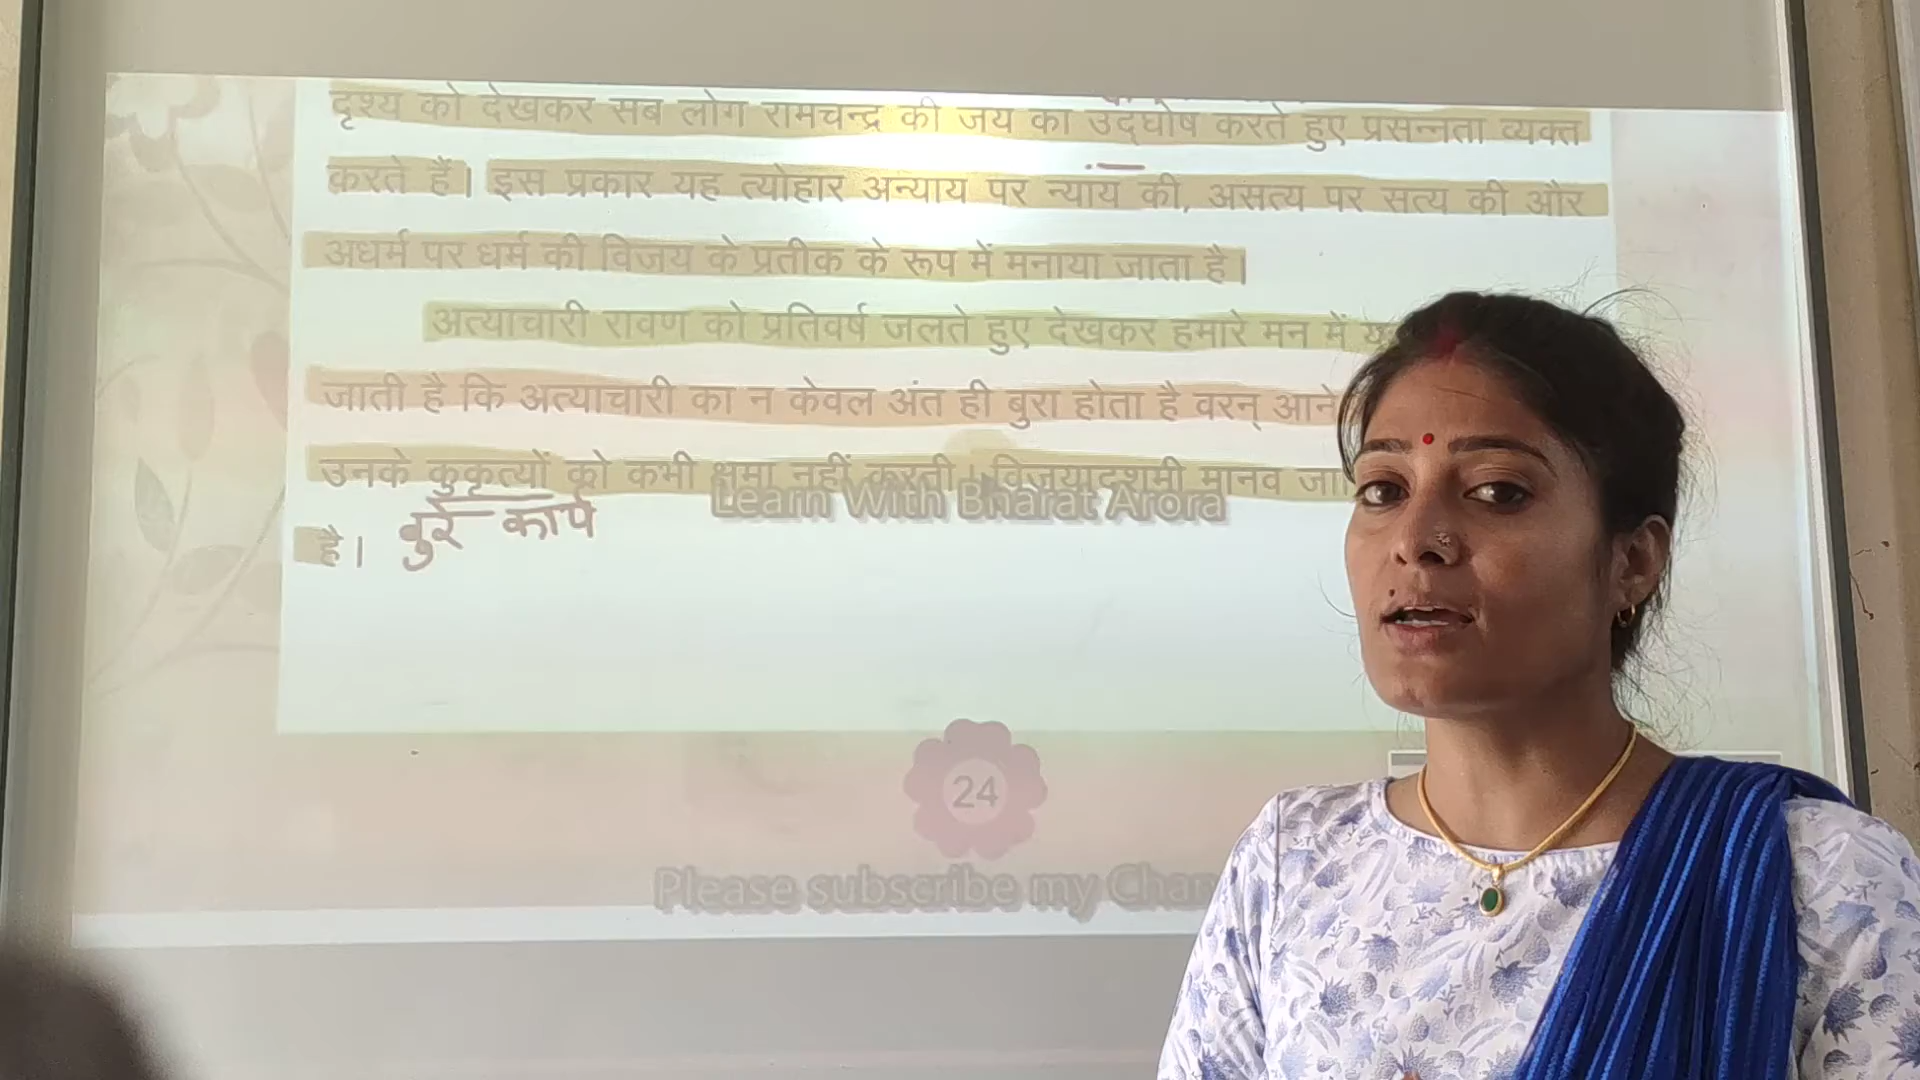 दृश्य को देखकर सब लोग रामचन्द्र की जय का उद्घोष करते हुए प्रसन्नता व्यक्त
करते हैं। इस प्रकार यह त्योहार अन्याय पर न्याय की, असत्य पर सत्य की और
अधर्म पर धर्म की विजय के प्रतीक के रूप में मनाया जाता है।
अत्याचारी रावण को प्रतिवर्ष जलते हुए देखकर हमारे मन में
जाती है कि अत्याचारी का न केवल अंत ही बुरा होता है वरन् आने
उनके कुकृत्यों को कभी क्षमा नहीं करती। विजयादशमी मानव
Learn With Bharat Arora
है। बुरे कार्य
24
Please subscribe my